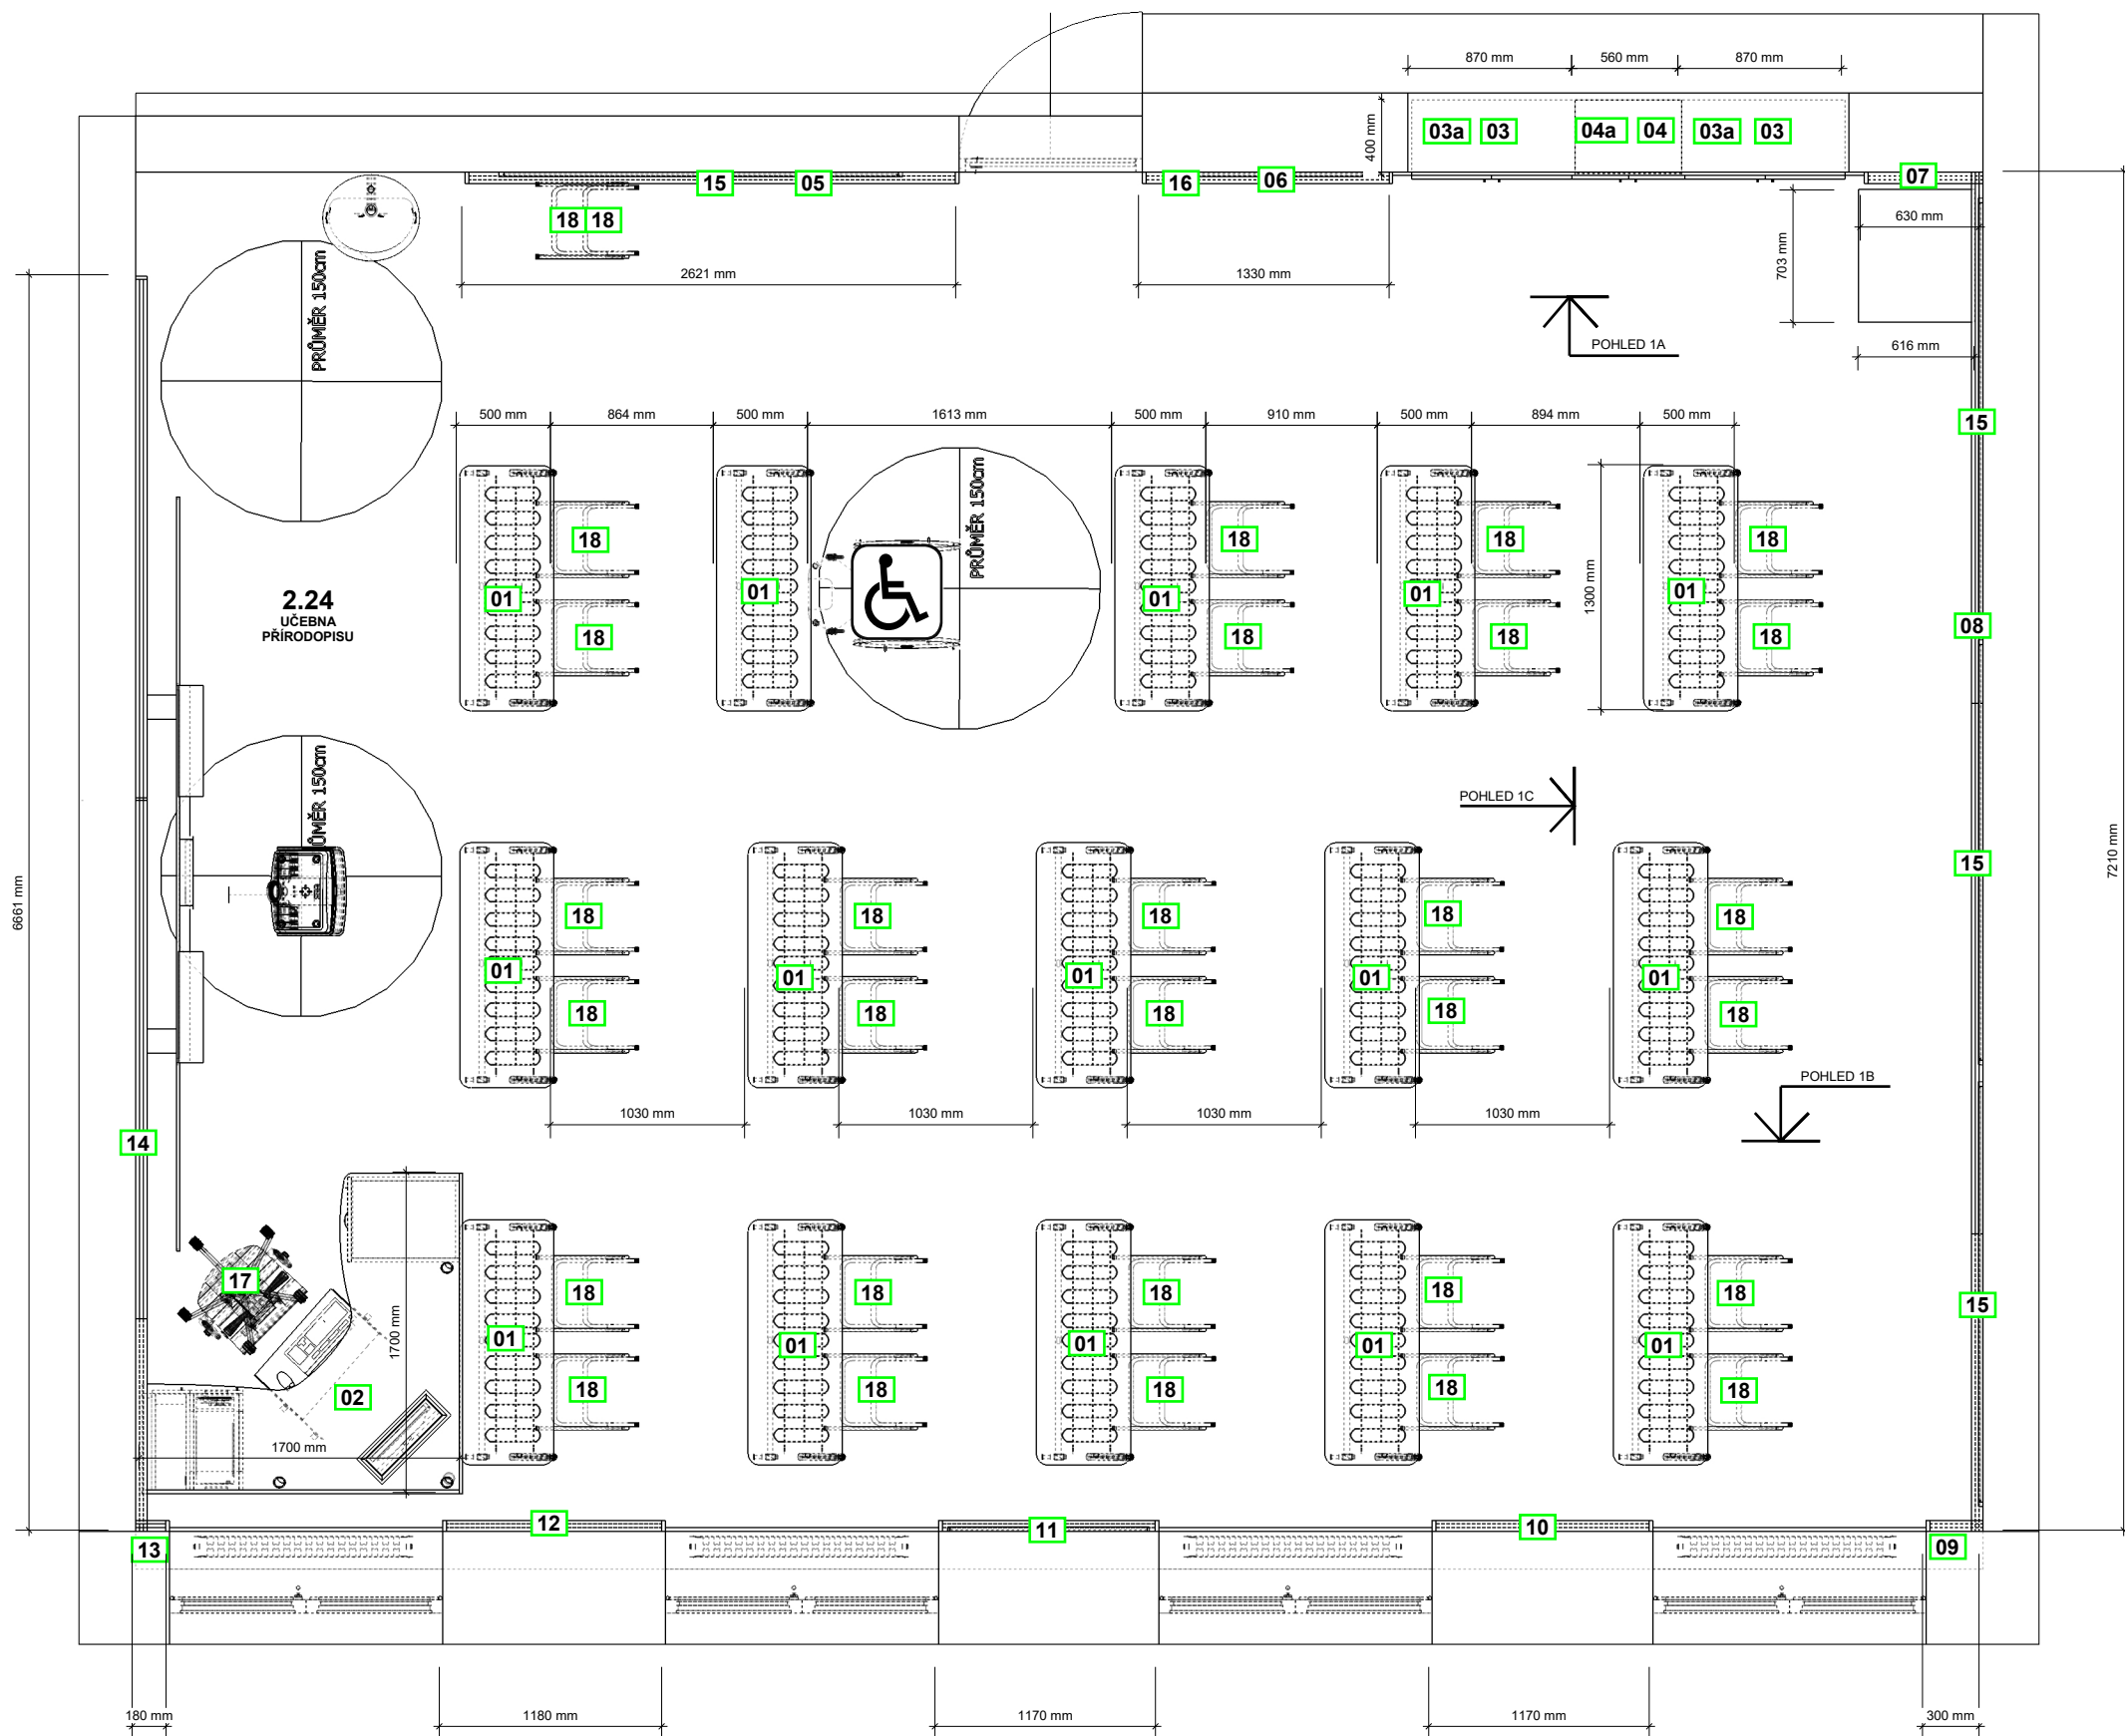 870 mm 560 mm 870 mm
400 mm
03a 03 04a 04 03a 03
15 05 16 06 07
18 18
630 mm
703 mm
2621 mm 1330 mm
PRŮMĚR 150cm
POHLED 1A
616 mm
500 mm 864 mm 500 mm 1613 mm 500 mm 910 mm 500 mm 894 mm 500 mm
15
PRŮMĚR 150cm
18 18 18 18
1300 mm
01 01 01 01 01
2.24
UČEBNA
PŘÍRODOPISU
08
18 18 18 18
PRŮMĚR 150cm
POHLED 1C
15
6661 mm
7210 mm
18 18 18 18 18
01 01 01 01 01
18 18 18 18 18
POHLED 1B
1030 mm 1030 mm 1030 mm 1030 mm
14
17
18 18 18 18 18
15
1700 mm
01 01 01 01 01
02
18 18 18 18 18
1700 mm
12 11 10
13 09
180 mm 1180 mm 1170 mm 1170 mm 300 mm